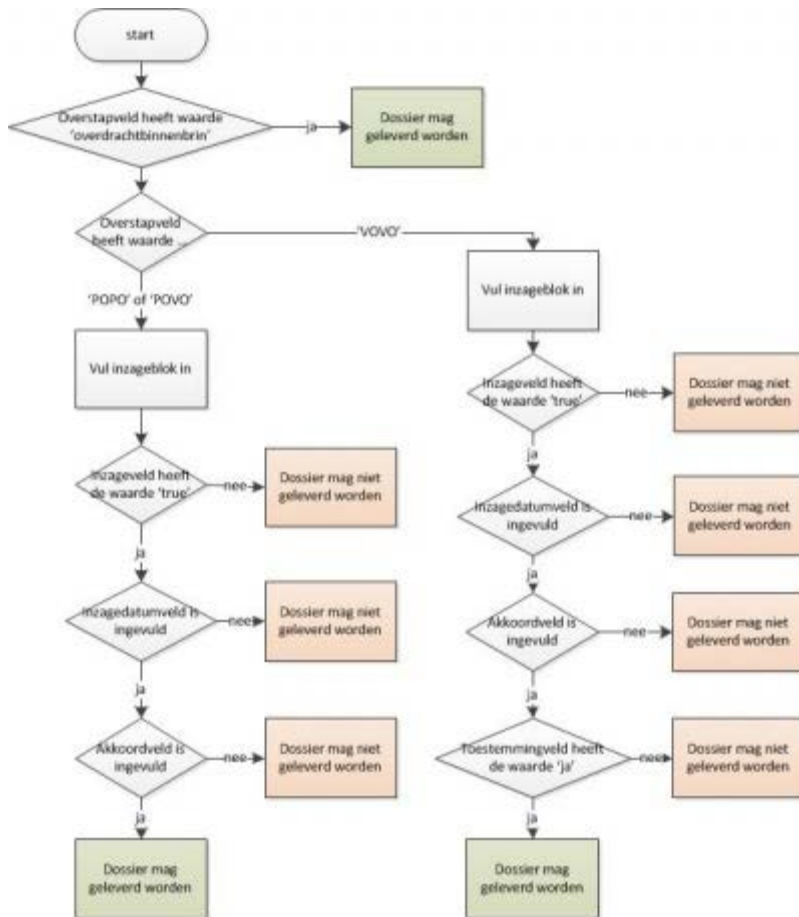 start
Overstapveld heeft waarde
'overdrachtbinnenbrin'
ja
Dossier mag
geleverd worden
Overstapveld
heeft waarde ...
'VOVO'
'POPO' of 'POVO'
Vul inzageblok in
Vul inzageblok in
Inzageveld heeft
de waarde 'true'
nee
Dossier mag niet
geleverd worden
ja
Inzageveld heeft
de waarde 'true'
nee
Dossier mag niet
geleverd worden
ja
Inzagedatumveld is
ingevuld
nee
Dossier mag niet
geleverd worden
ja
Inzagedatumveld is
ingevuld
nee
Dossier mag niet
geleverd worden
ja
Akkoordveld is
ingevuld
nee
Dossier mag niet
geleverd worden
ja
Akkoordveld is
ingevuld
nee
Dossier mag niet
geleverd worden
ja
Toestemmingveld heeft
de waarde 'ja'
nee
Dossier mag niet
geleverd worden
ja
Dossier mag
geleverd worden
Dossier mag
geleverd worden